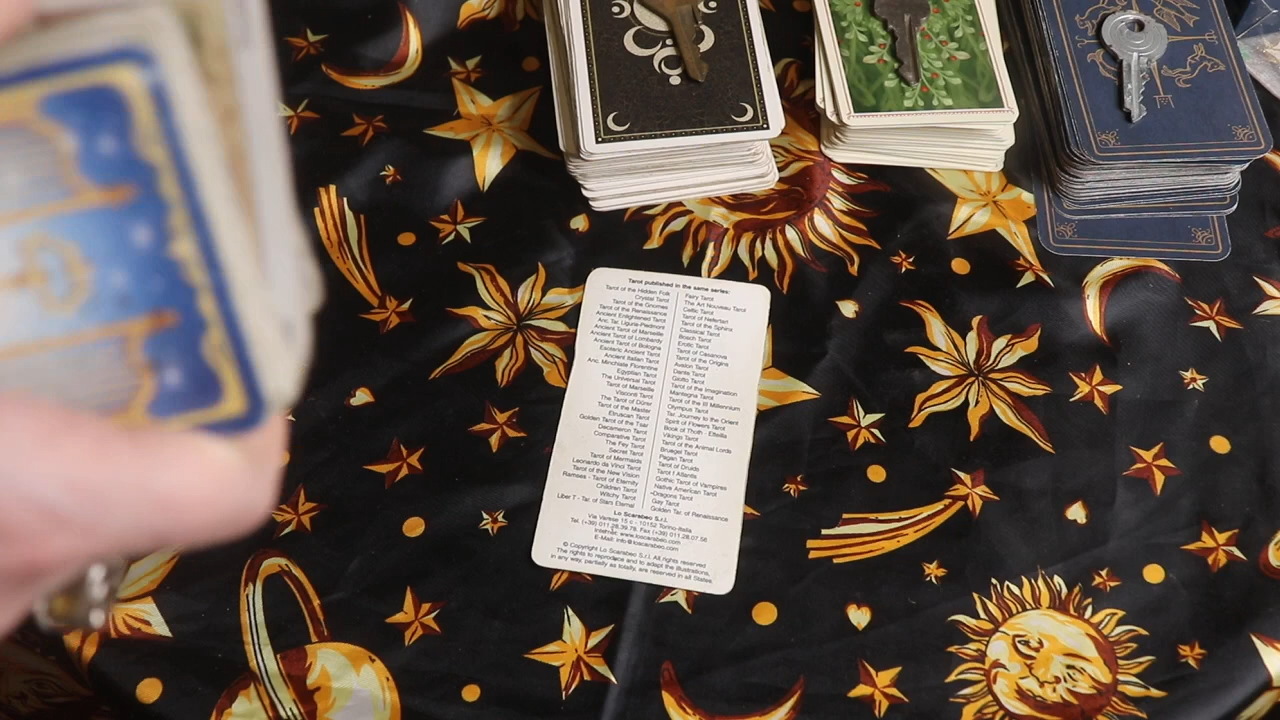 Tarot published in the same series:
Tarot of the Hidden Folk
Crystal Tarot
Tarot of the Gnomes
Tarot of the Renaissance
Ancient Enlightened Tarot
Anc. Tar. Liguria-Piedmont
Ancient Tarot of Marseille
Ancient Tarot of Lombardy
Ancient Tarot of Bologna
Esoteric Ancient Tarot
Ancient Italian Tarot
Anc. Minchiate Florentine
Egyptian Tarot
The Universal Tarot
Tarot of Marseille
Visconti Tarot
The Tarot of Dürer
Tarot of the Master
Etruscan Tarot
Golden Tarot of the Tsar
Decameron Tarot
Comparative Tarot
The Fey Tarot
Secret Tarot
Tarot of Mermaids
Leonardo da Vinci Tarot
Tarot of the New Vision
Ramses - Tarot of Eternity
Children Tarot
Witchy Tarot
Liber T - Tar. of Stars Eternal
Fairy Tarot
The Art Nouveau Tarot
Celtic Tarot
Tarot of Nefertari
Tarot of the Sphinx
Classical Tarot
Bosch Tarot
Erotic Tarot
Tarot of Casanova
Tarot of the Origins
Avalon Tarot
Dante Tarot
Giotto Tarot
Tarot of the Imagination
Mantegna Tarot
Tarot of the III Millennium
Olympus Tarot
Tar. Journey to the Orient
Spirit of Flowers Tarot
Book of Thoth - Etteilla
Vikings Tarot
Tarot of the Animal Lords
Bruegel Tarot
Pagan Tarot
Tarot of Druids
Tarot f Atlantis
Gothic Tarot of Vampires
Native American Tarot
Dragons Tarot
Gay Tarot
Golden Tar. of Renaissance
Lo Scarabeo S.r.l.
Via Varese 15 c - 10152 Torino-Italia
Tel. (+39) 011.28.39.78. Fax (+39) 011.28.07.56
Internet: www.loscarabeo.com
E-Mail: info@loscarabeo.com
© Copyright Lo Scarabeo S.r.l. All rights reserved
The rights to reproduce and to adapt the illustrations,
in any way, partially as totally, are reserved in all States.